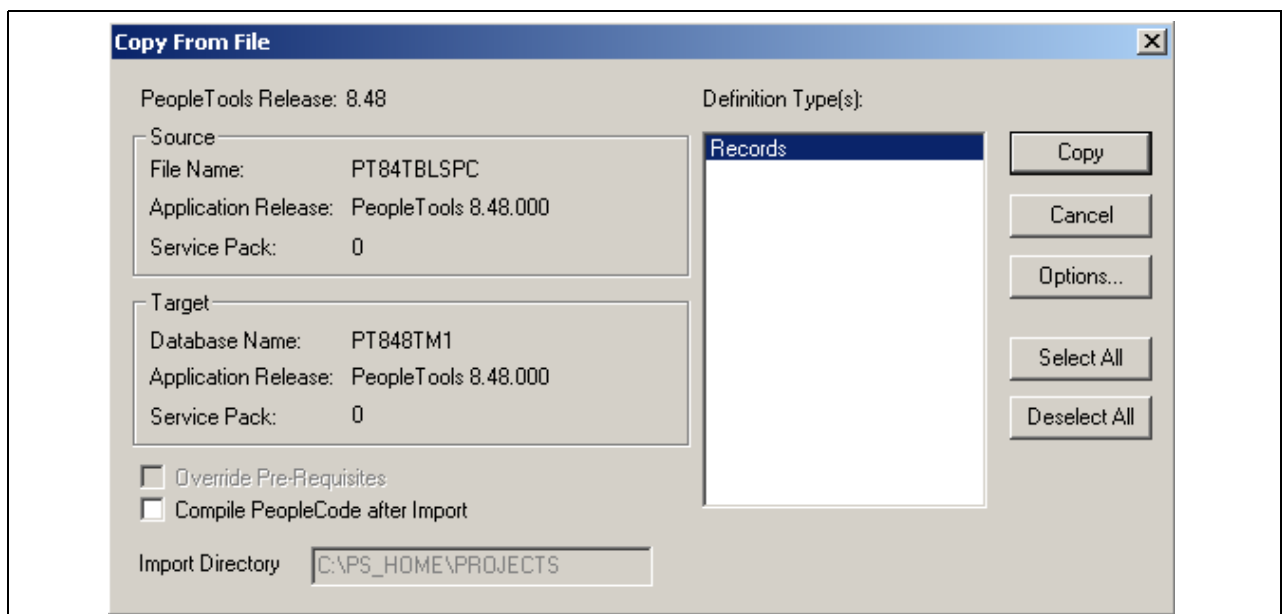 Copy From File
PeopleTools Release: 8.48
Source
File Name: PT84TBLSPC
Application Release: PeopleTools 8.48.000
Service Pack: 0
Target
Database Name: PT848TM1
Application Release: PeopleTools 8.48.000
Service Pack: 0
Override Pre-Requisites
Compile PeopleCode after Import
Import Directory C:\PS_HOME\PROJECTS
Definition Type(s):
Records
Copy
Cancel
Options...
Select All
Deselect All